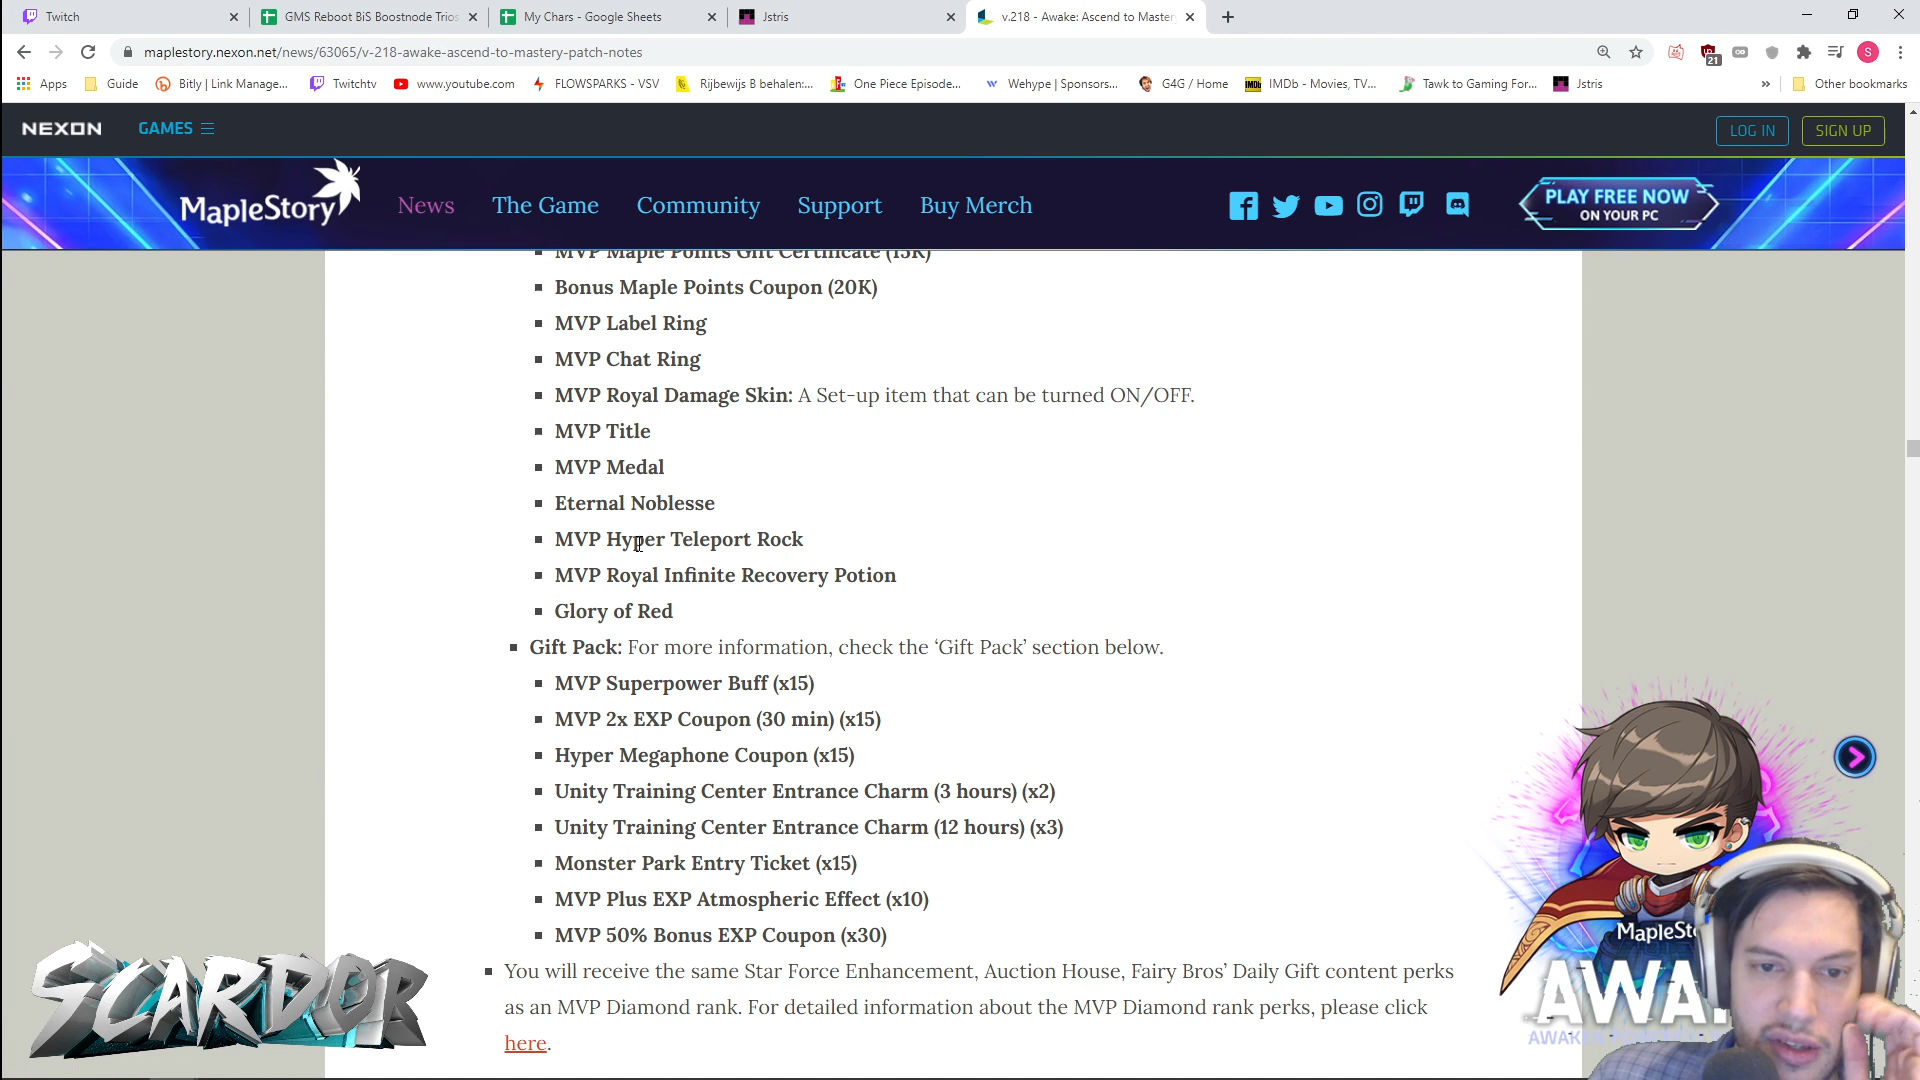 Twitch
GMS Reboot BiS Boostnode Trios
My Chars - Google Sheets
Jstris
v.218 - Awake: Ascend to Master
maplestory.nexon.net/news/63065/v-218-awake-ascend-to-mastery-patch-notes
21
S
Apps
Guide
Bitly | Link Manage...
Twitchtv
www.youtube.com
FLOWSPARKS - VSV
Rijbewijs B behalen:...
One Piece Episode...
Wehype | Sponsors...
G4G / Home
IMDb - Movies, TV...
Tawk to Gaming For...
Jstris
»
Other bookmarks
NEXON
GAMES
LOG IN
SIGN UP
MapleStory
News
The Game
Community
Support
Buy Merch
PLAY FREE NOW
ON YOUR PC
MVP Maple Points Gift Certificate (15K)
Bonus Maple Points Coupon (20K)
MVP Label Ring
MVP Chat Ring
MVP Royal Damage Skin: A Set-up item that can be turned ON/OFF.
MVP Title
MVP Medal
Eternal Noblesse
MVP Hyper Teleport Rock
MVP Royal Infinite Recovery Potion
Glory of Red
Gift Pack: For more information, check the ‘Gift Pack’ section below.
MVP Superpower Buff (x15)
MVP 2x EXP Coupon (30 min) (x15)
Hyper Megaphone Coupon (x15)
Unity Training Center Entrance Charm (3 hours) (x2)
Unity Training Center Entrance Charm (12 hours) (x3)
Monster Park Entry Ticket (x15)
MVP Plus EXP Atmospheric Effect (x10)
MVP 50% Bonus EXP Coupon (x30)
You will receive the same Star Force Enhancement, Auction House, Fairy Bros’ Daily Gift content perks
as an MVP Diamond rank. For detailed information about the MVP Diamond rank perks, please click
here.
SCARDOR
MapleSto
AWA
AWAK